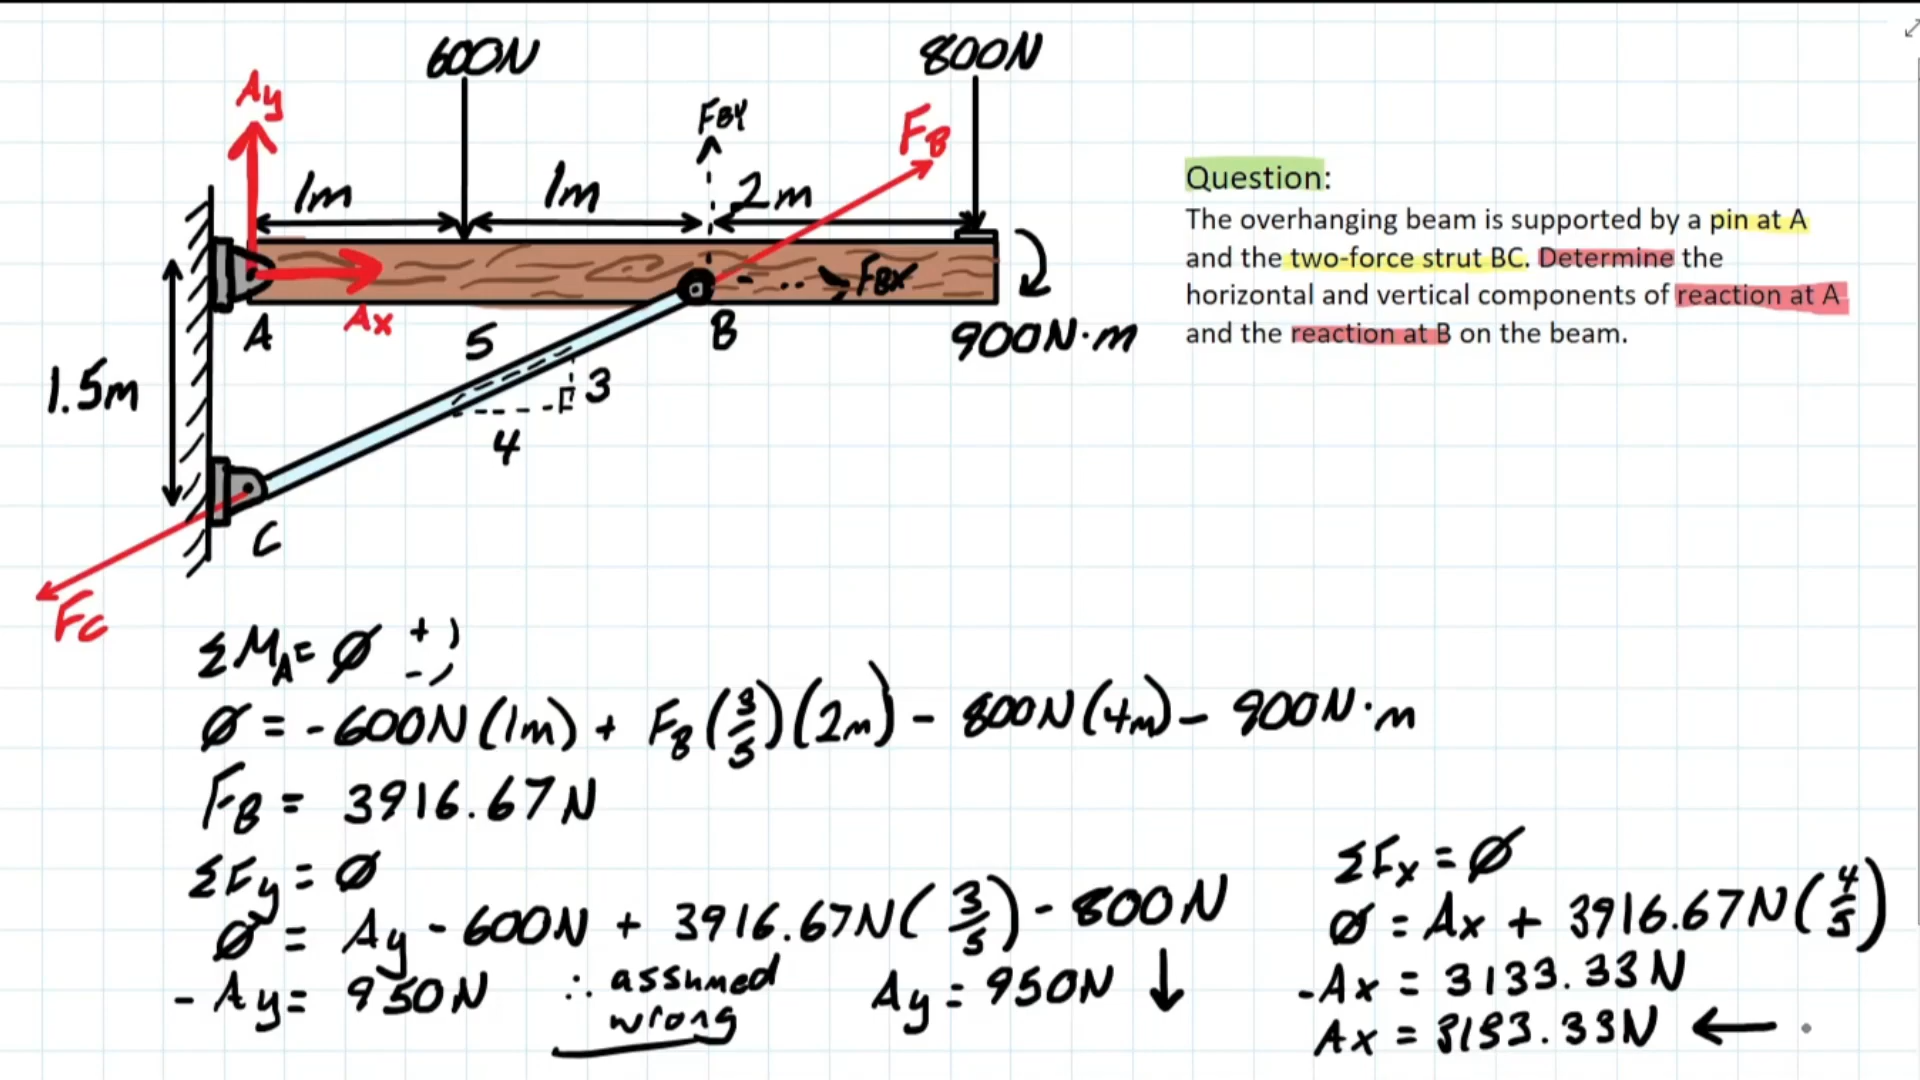 600N
800N
Ay
FBY
FB
1m
1m
2m
FBX
Ax
A
5
B
900N·m
1.5m
3
4
C
Fc
Question:
The overhanging beam is supported by a pin at A
and the two-force strut BC. Determine the
horizontal and vertical components of reaction at A
and the reaction at B on the beam.
ΣMA = Ø + -
Ø = -600N(1m) + FB(3/5)(2m) - 800N(4m) - 900N·m
FB = 3916.67N
ΣFy = Ø
Ø = Ay - 600N + 3916.67N(3/5) - 800N
-Ay = 950N ∴ assumed wrong Ay = 950N ↓
ΣFx = Ø
Ø = Ax + 3916.67N(4/5)
-Ax = 3133.33N
Ax = 3133.33N ←